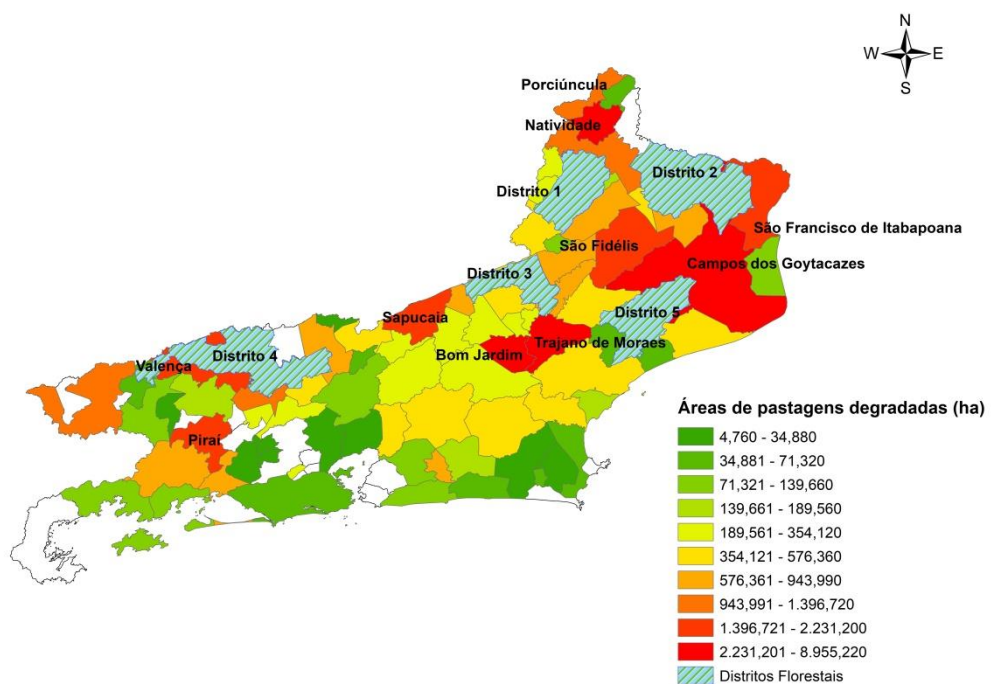 N
W E
S
Porciúncula
Natividade
Distrito 2
Distrito 1
São Francisco de Itabapoana
São Fidélis
Campos dos Goytacazes
Distrito 3
Distrito 5
Sapucaia
Trajano de Moraes
Bom Jardim
Distrito 4
Valença
Piraí
Áreas de pastagens degradadas (ha)
4,760 - 34,880
34,881 - 71,320
71,321 - 139,660
139,661 - 189,560
189,561 - 354,120
354,121 - 576,360
576,361 - 943,990
943,991 - 1.396,720
1.396,721 - 2.231,200
2.231,201 - 8.955,220
Distritos Florestais